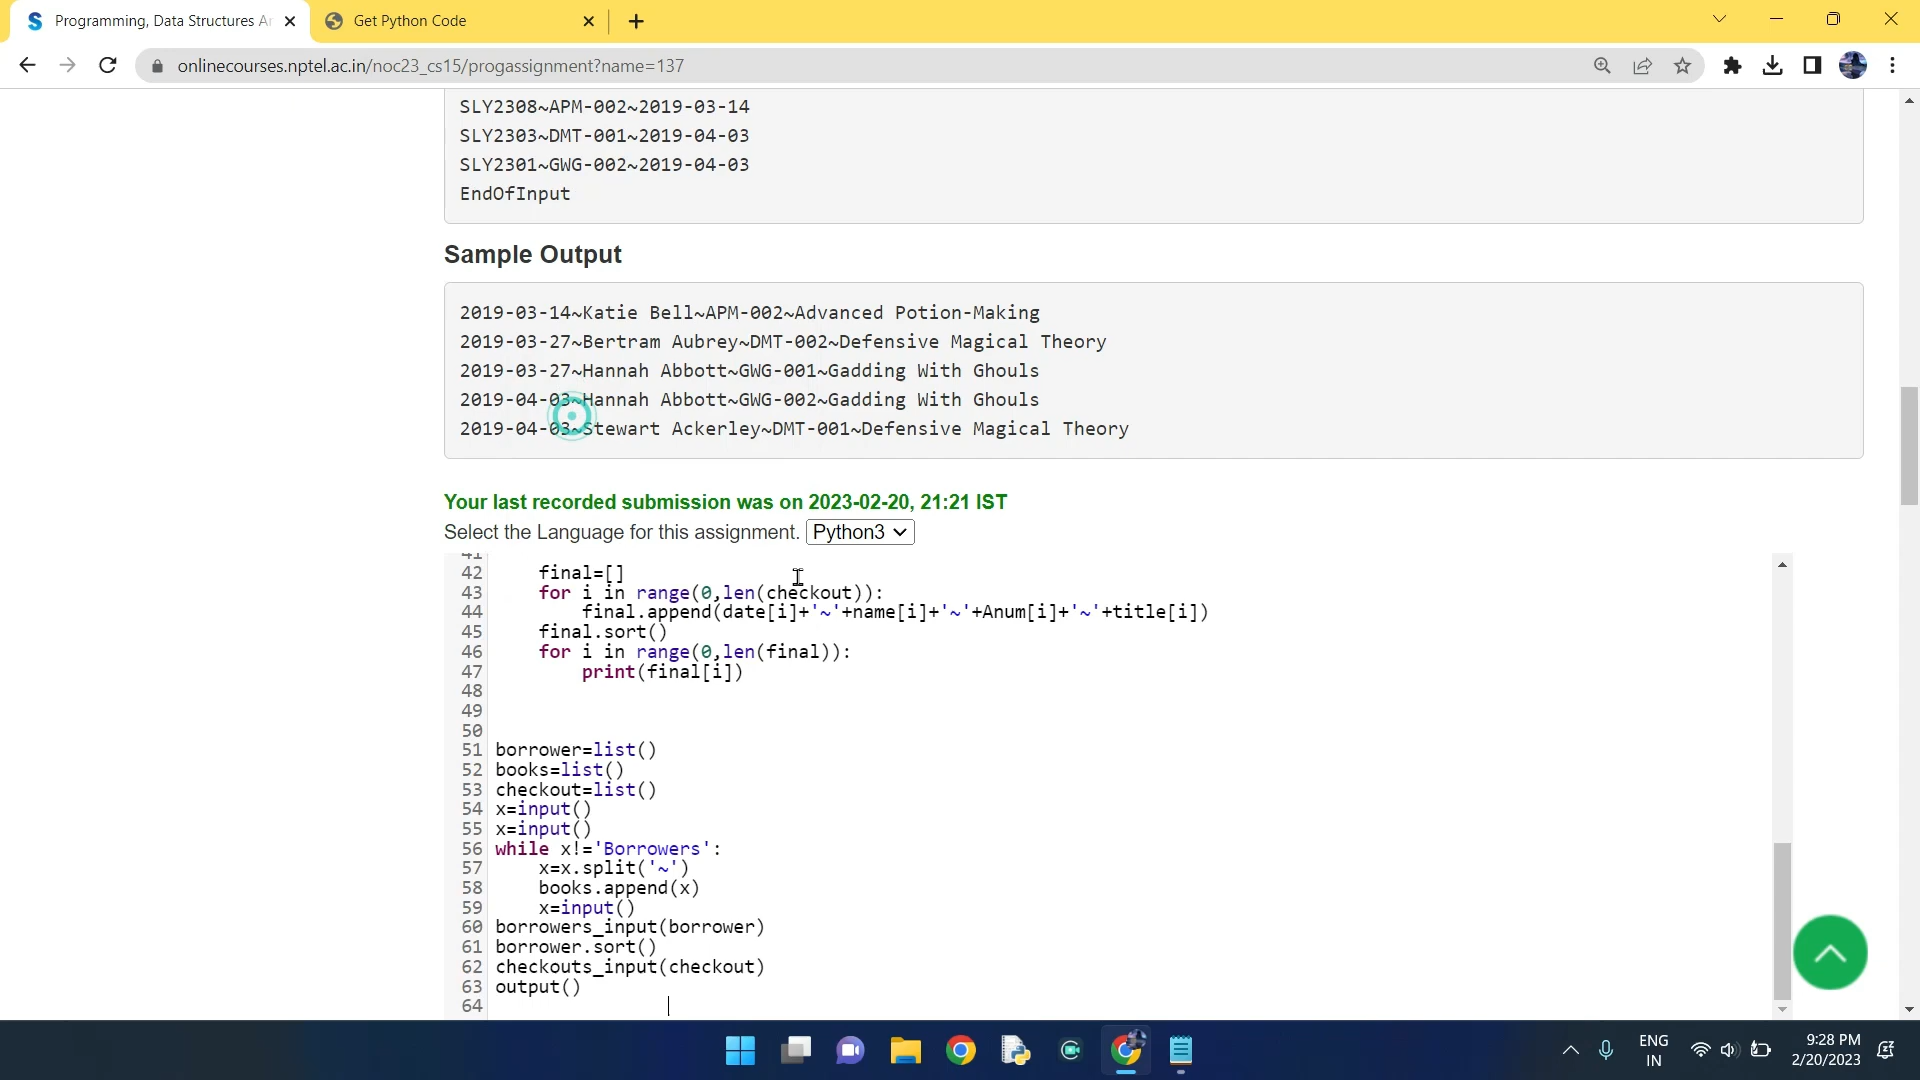 Programming, Data Structures Ar
Get Python Code
onlinecourses.nptel.ac.in/noc23_cs15/progassignment?name=137
SLY2308~APM-002~2019-03-14
SLY2303~DMT-001~2019-04-03
SLY2301~GWG-002~2019-04-03
EndOfInput
Sample Output
2019-03-14~Katie Bell~APM-002~Advanced Potion-Making
2019-03-27~Bertram Aubrey~DMT-002~Defensive Magical Theory
2019-03-27~Hannah Abbott~GWG-001~Gadding With Ghouls
2019-04-03~Hannah Abbott~GWG-002~Gadding With Ghouls
2019-04-03~Stewart Ackerley~DMT-001~Defensive Magical Theory
Your last recorded submission was on 2023-02-20, 21:21 IST
Select the Language for this assignment. Python3
41
42 final=[]
43 for i in range(0,len(checkout)):
44 final.append(date[i]+'~'+name[i]+'~'+Anum[i]+'~'+title[i])
45 final.sort()
46 for i in range(0,len(final)):
47 print(final[i])
48
49
50
51 borrower=list()
52 books=list()
53 checkout=list()
54 x=input()
55 x=input()
56 while x!='Borrowers':
57 x=x.split('~')
58 books.append(x)
59 x=input()
60 borrowers_input(borrower)
61 borrower.sort()
62 checkouts_input(checkout)
63 output()
64
ENG
IN
9:28 PM
2/20/2023